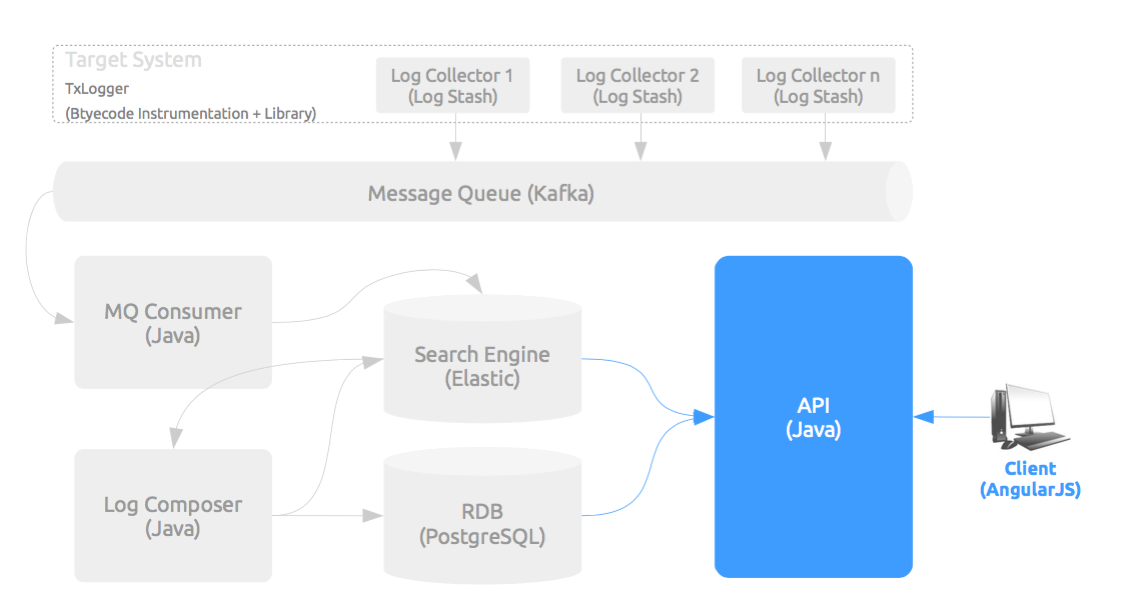 Target System
TxLogger
(Btyecode Instrumentation + Library)
Log Collector 1
(Log Stash)
Log Collector 2
(Log Stash)
Log Collector n
(Log Stash)
Message Queue (Kafka)
MQ Consumer
(Java)
Search Engine
(Elastic)
API
(Java)
Client
(AngularJS)
Log Composer
(Java)
RDB
(PostgreSQL)